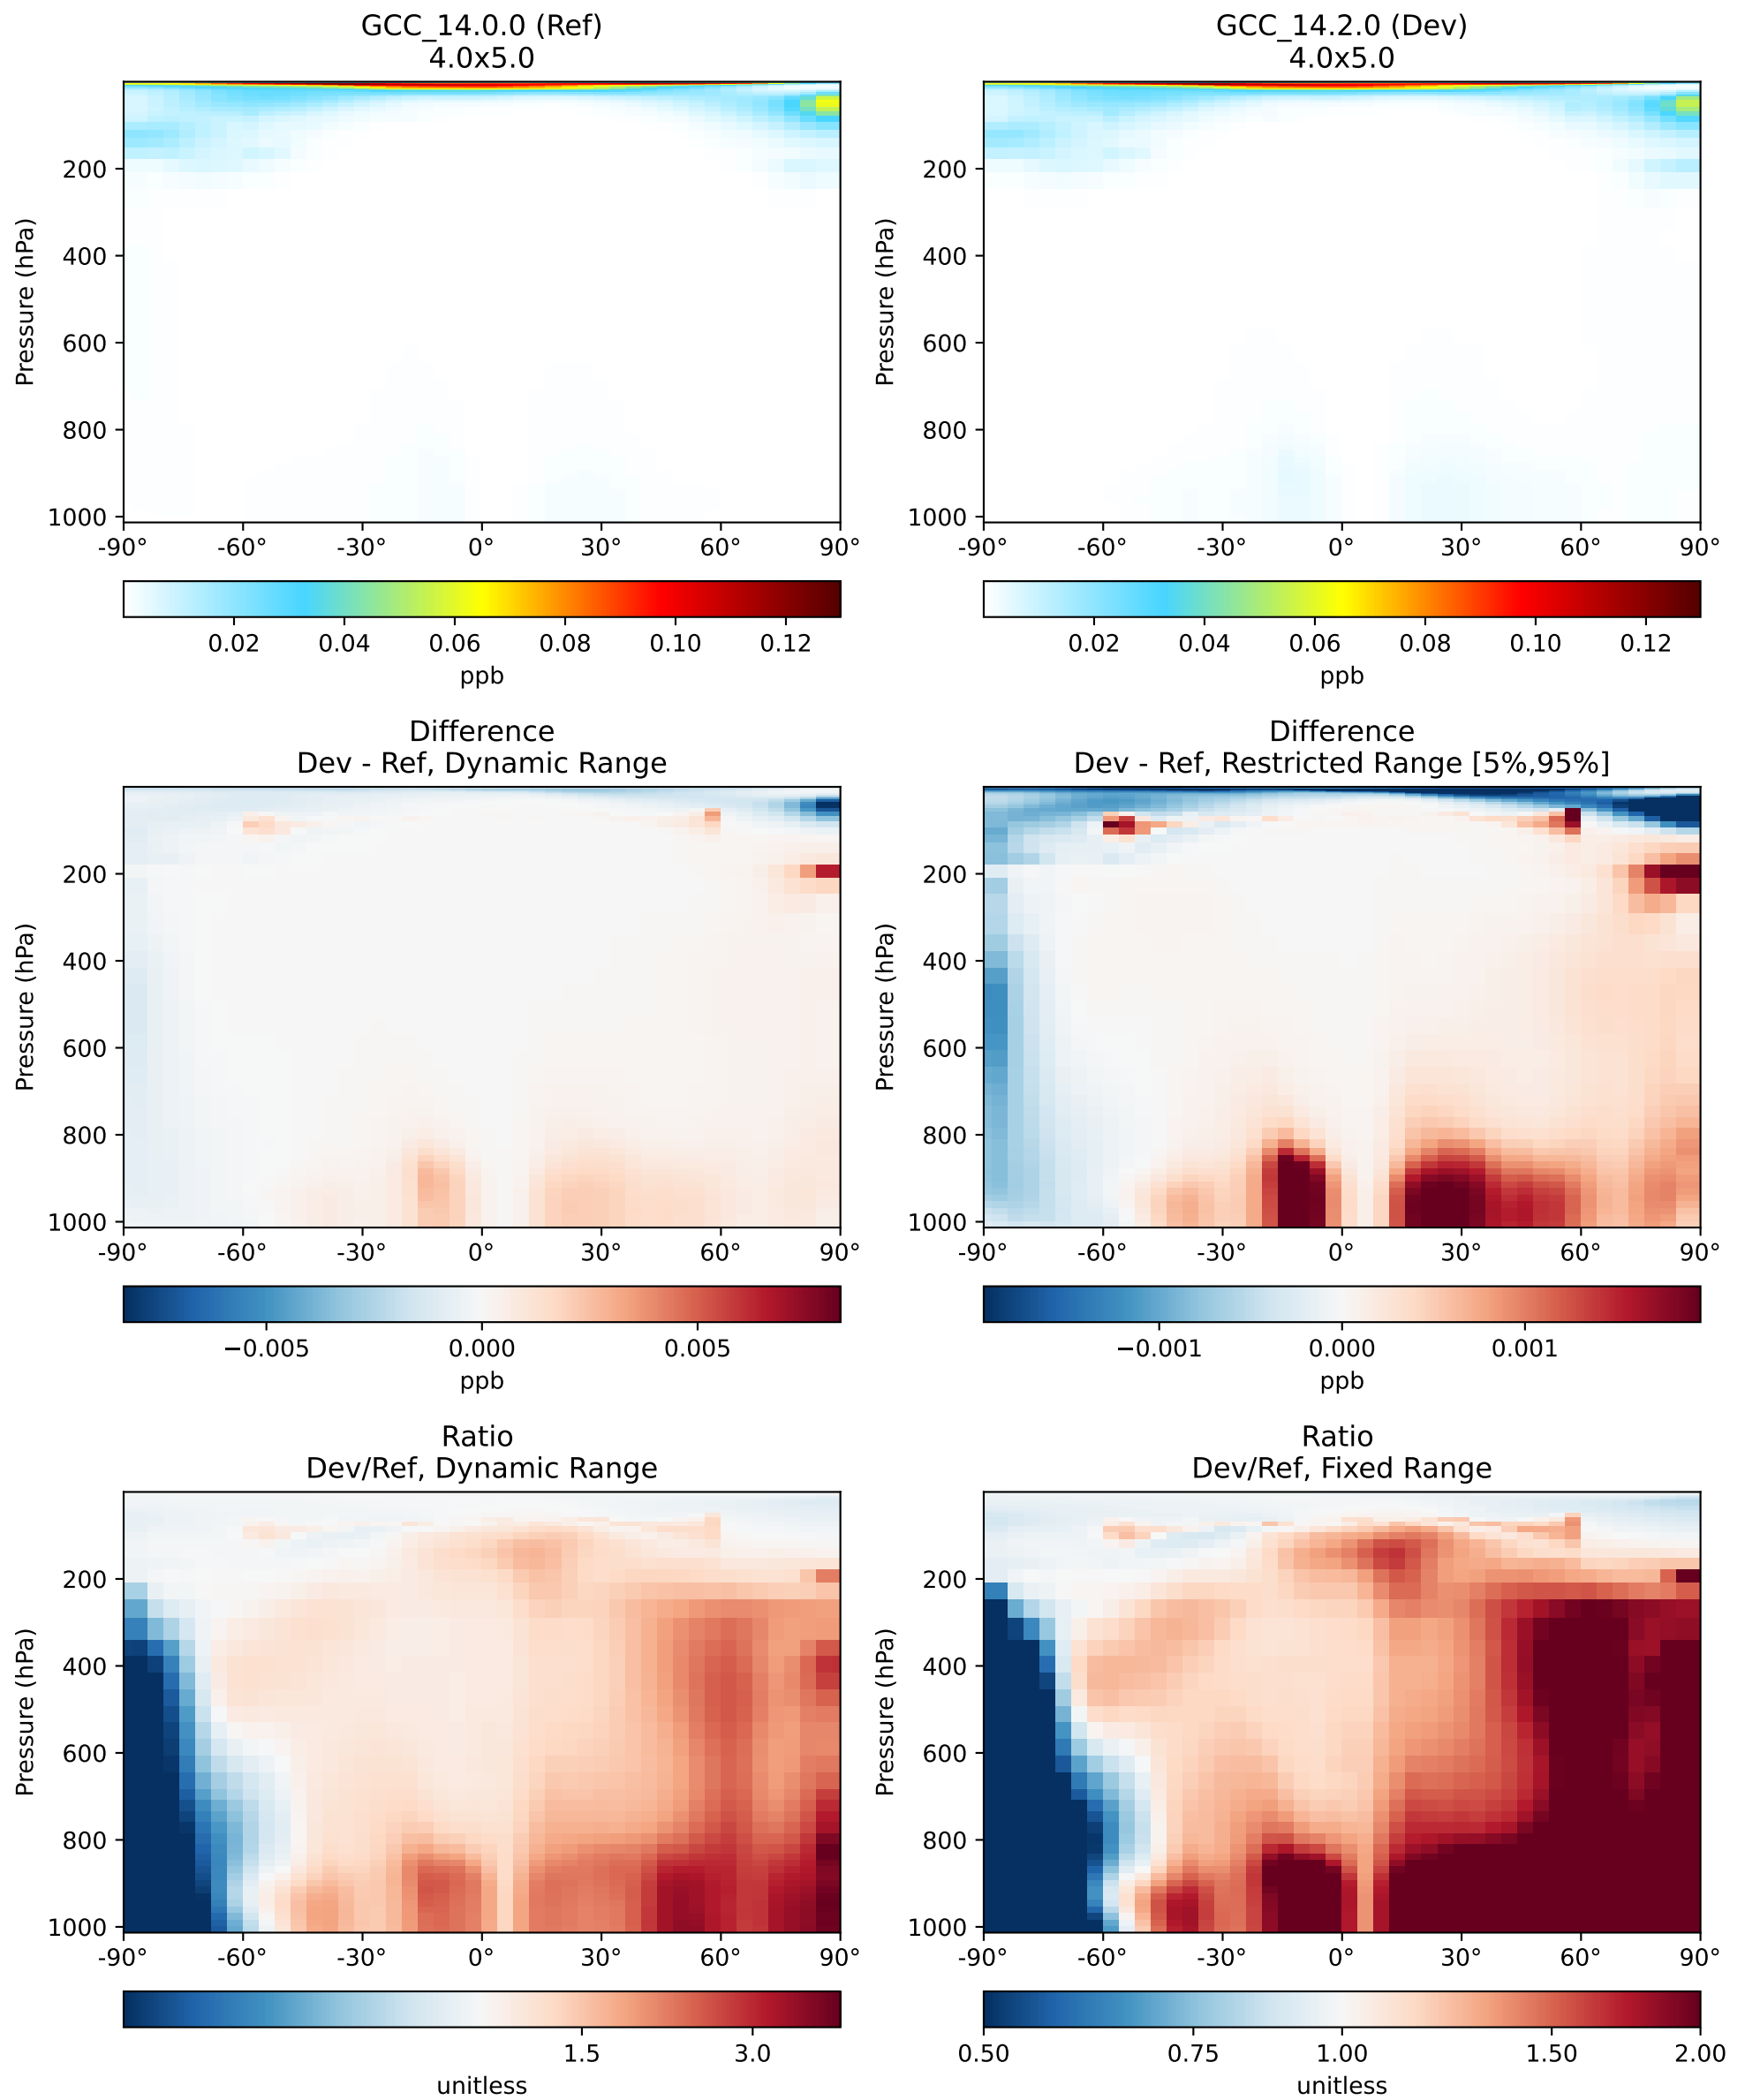 GCC_14.0.0 (Ref)
4.0x5.0
GCC_14.2.0 (Dev)
4.0x5.0
Pressure (hPa)
200
400
600
800
1000
-90° -60° -30° 0° 30° 60° 90°
0.02 0.04 0.06 0.08 0.10 0.12
ppb
Pressure (hPa)
200
400
600
800
1000
-90° -60° -30° 0° 30° 60° 90°
0.02 0.04 0.06 0.08 0.10 0.12
ppb
Difference
Dev - Ref, Dynamic Range
Difference
Dev - Ref, Restricted Range [5%,95%]
Pressure (hPa)
200
400
600
800
1000
-90° -60° -30° 0° 30° 60° 90°
−0.005 0.000 0.005
ppb
Pressure (hPa)
200
400
600
800
1000
-90° -60° -30° 0° 30° 60° 90°
−0.001 0.000 0.001
ppb
Ratio
Dev/Ref, Dynamic Range
Ratio
Dev/Ref, Fixed Range
Pressure (hPa)
200
400
600
800
1000
-90° -60° -30° 0° 30° 60° 90°
1.5 3.0
unitless
Pressure (hPa)
200
400
600
800
1000
-90° -60° -30° 0° 30° 60° 90°
0.50 0.75 1.00 1.50 2.00
unitless